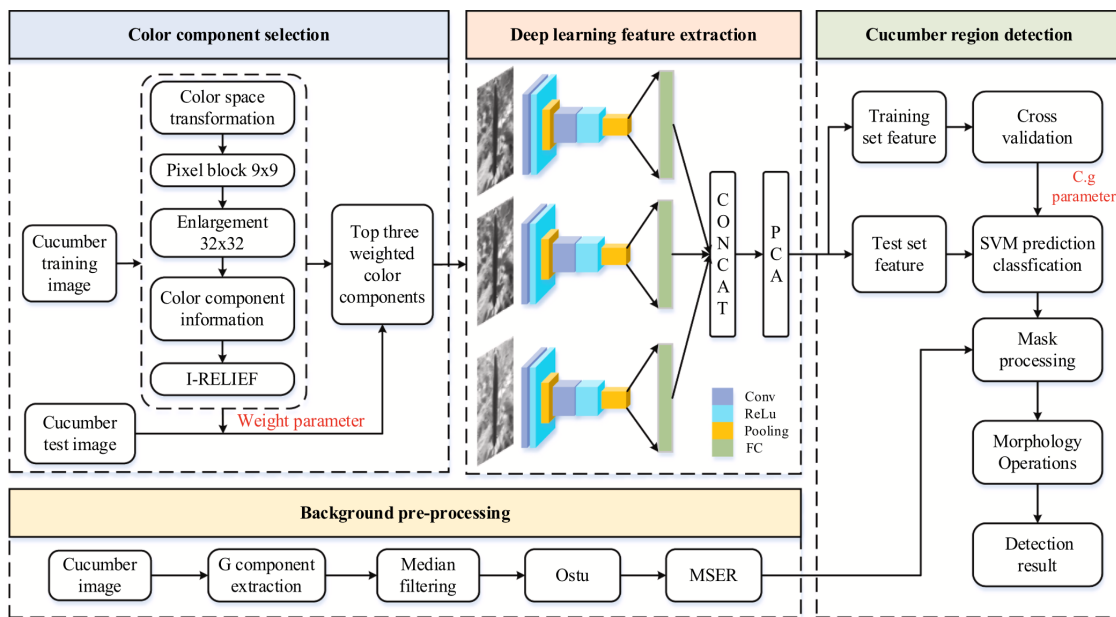 Color component selection
Color space
transformation
Pixel block 9x9
Enlargement
32x32
Color component
information
I-RELIEF
Cucumber
training
image
Cucumber
test image
Weight parameter
Top three
weighted
color
components
Deep learning feature extraction
CONCAT
PCA
Conv
ReLu
Pooling
FC
Cucumber region detection
Training
set feature
Cross
validation
C.g
parameter
Test set
feature
SVM prediction
classfication
Mask
processing
Morphology
Operations
Detection
result
Background pre-processing
Cucumber
image
G component
extraction
Median
filtering
Ostu
MSER